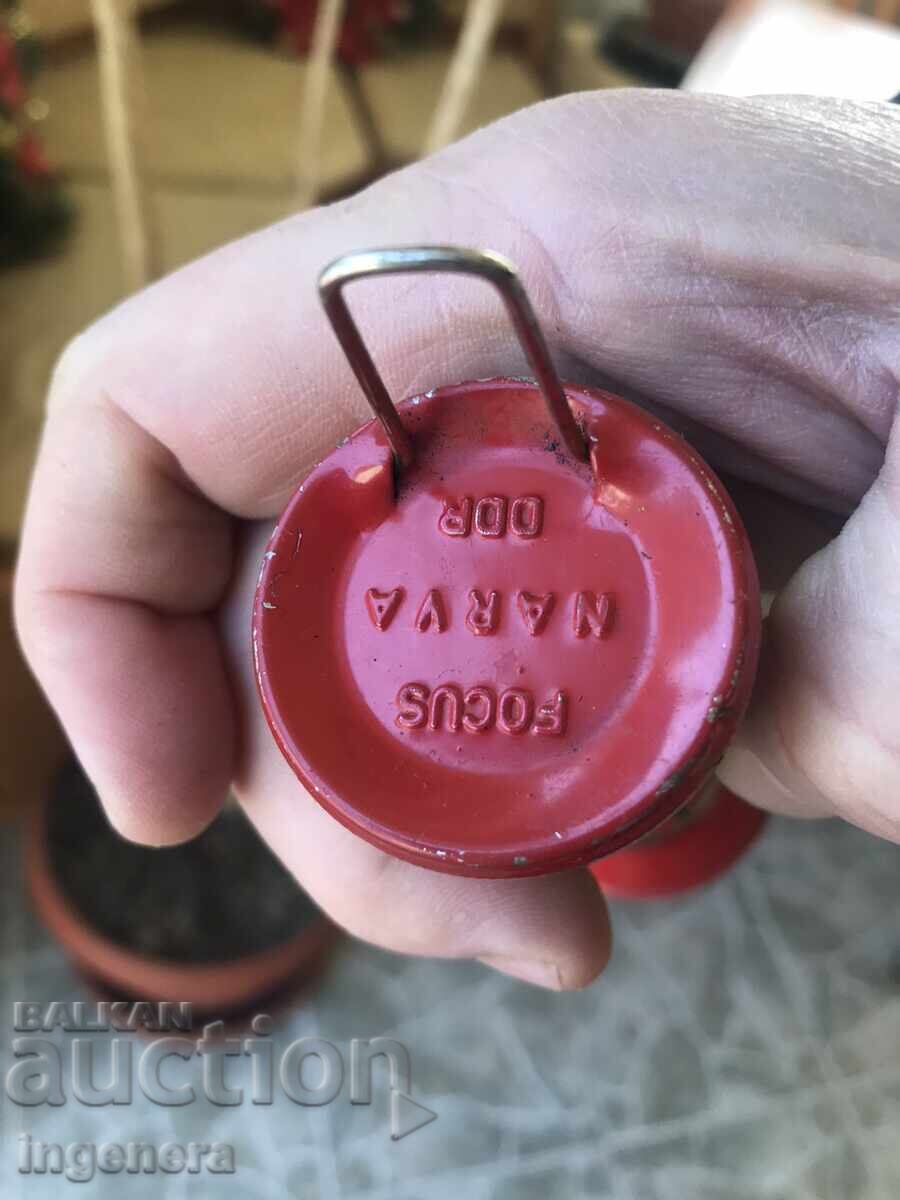 FOCUS
NARVA
DDR
BALKAN
auction
ingenera